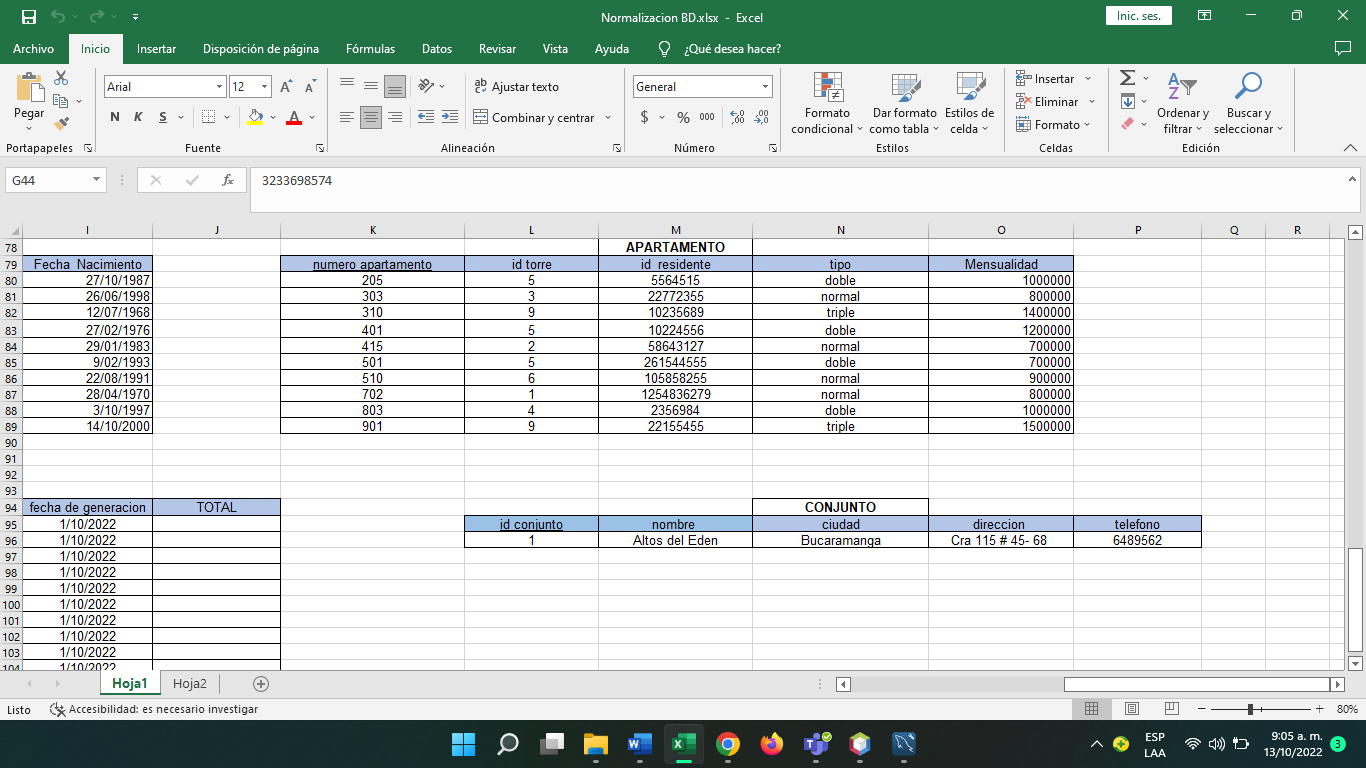 Normalizacion BD.xlsx - Excel
Inic. ses.
Archivo Inicio Insertar Disposición de página Fórmulas Datos Revisar Vista Ayuda ¿Qué desea hacer?
Pegar
Portapapeles
Arial 12
N K S
Fuente
Ajustar texto
Combinar y centrar
Alineación
General
$ % 000
Número
Formato condicional
Dar formato como tabla
Estilos de celda
Estilos
Insertar
Eliminar
Formato
Celdas
Ordenar y filtrar
Buscar y seleccionar
Edición
G44 fx 3233698574
I J K L M N O P Q R
78 APARTAMENTO
79 Fecha Nacimiento numero apartamento id torre id residente tipo Mensualidad
80 27/10/1987 205 5 5564515 doble 1000000
81 26/06/1998 303 3 22772355 normal 800000
82 12/07/1968 310 9 10235689 triple 1400000
83 27/02/1976 401 5 10224556 doble 1200000
84 29/01/1983 415 2 58643127 normal 700000
85 9/02/1993 501 5 261544555 doble 700000
86 22/08/1991 510 6 105858255 normal 900000
87 28/04/1970 702 1 1254836279 normal 800000
88 3/10/1997 803 4 2356984 doble 1000000
89 14/10/2000 901 9 22155455 triple 1500000
90
91
92
93
94 fecha de generacion TOTAL CONJUNTO
95 1/10/2022 id conjunto nombre ciudad direccion telefono
96 1/10/2022 1 Altos del Eden Bucaramanga Cra 115 # 45- 68 6489562
97 1/10/2022
98 1/10/2022
99 1/10/2022
100 1/10/2022
101 1/10/2022
102 1/10/2022
103 1/10/2022
104 1/10/2022
Hoja1 Hoja2
Listo Accesibilidad: es necesario investigar 80%
ESP
LAA
9:05 a. m.
13/10/2022
3